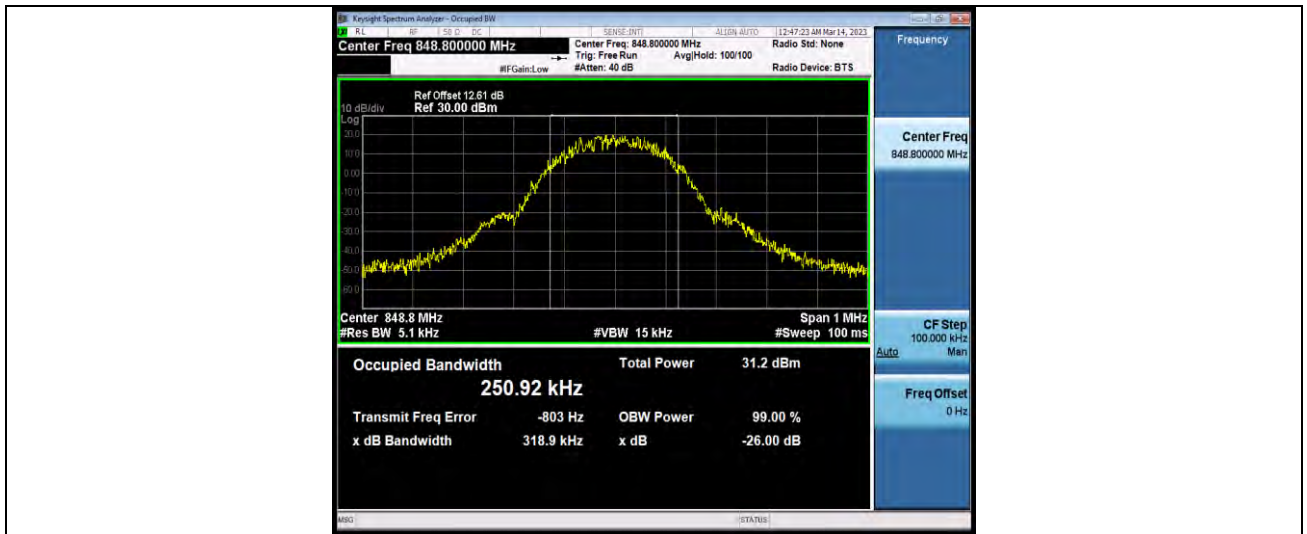 Keysight Spectrum Analyzer - Occupied BW
RL RF 50 Ω DC SENSE:INT ALIGN AUTO 12:47:23 AM Mar 14, 2023
Center Freq 848.800000 MHz Center Freq: 848.800000 MHz Radio Std: None
Trig: Free Run Avg|Hold: 100/100
#IFGain:Low #Atten: 40 dB Radio Device: BTS
Ref Offset 12.61 dB
10 dB/div Ref 30.00 dBm
Log
20.0
10.0
0.00
-10.0
-20.0
-30.0
-40.0
-50.0
-60.0
Center 848.8 MHz Span 1 MHz
#Res BW 5.1 kHz #VBW 15 kHz #Sweep 100 ms
Occupied Bandwidth Total Power 31.2 dBm
250.92 kHz
Transmit Freq Error -803 Hz OBW Power 99.00 %
x dB Bandwidth 318.9 kHz x dB -26.00 dB
MSG STATUS
Frequency
Center Freq
848.800000 MHz
CF Step
100.000 kHz
Auto Man
Freq Offset
0 Hz